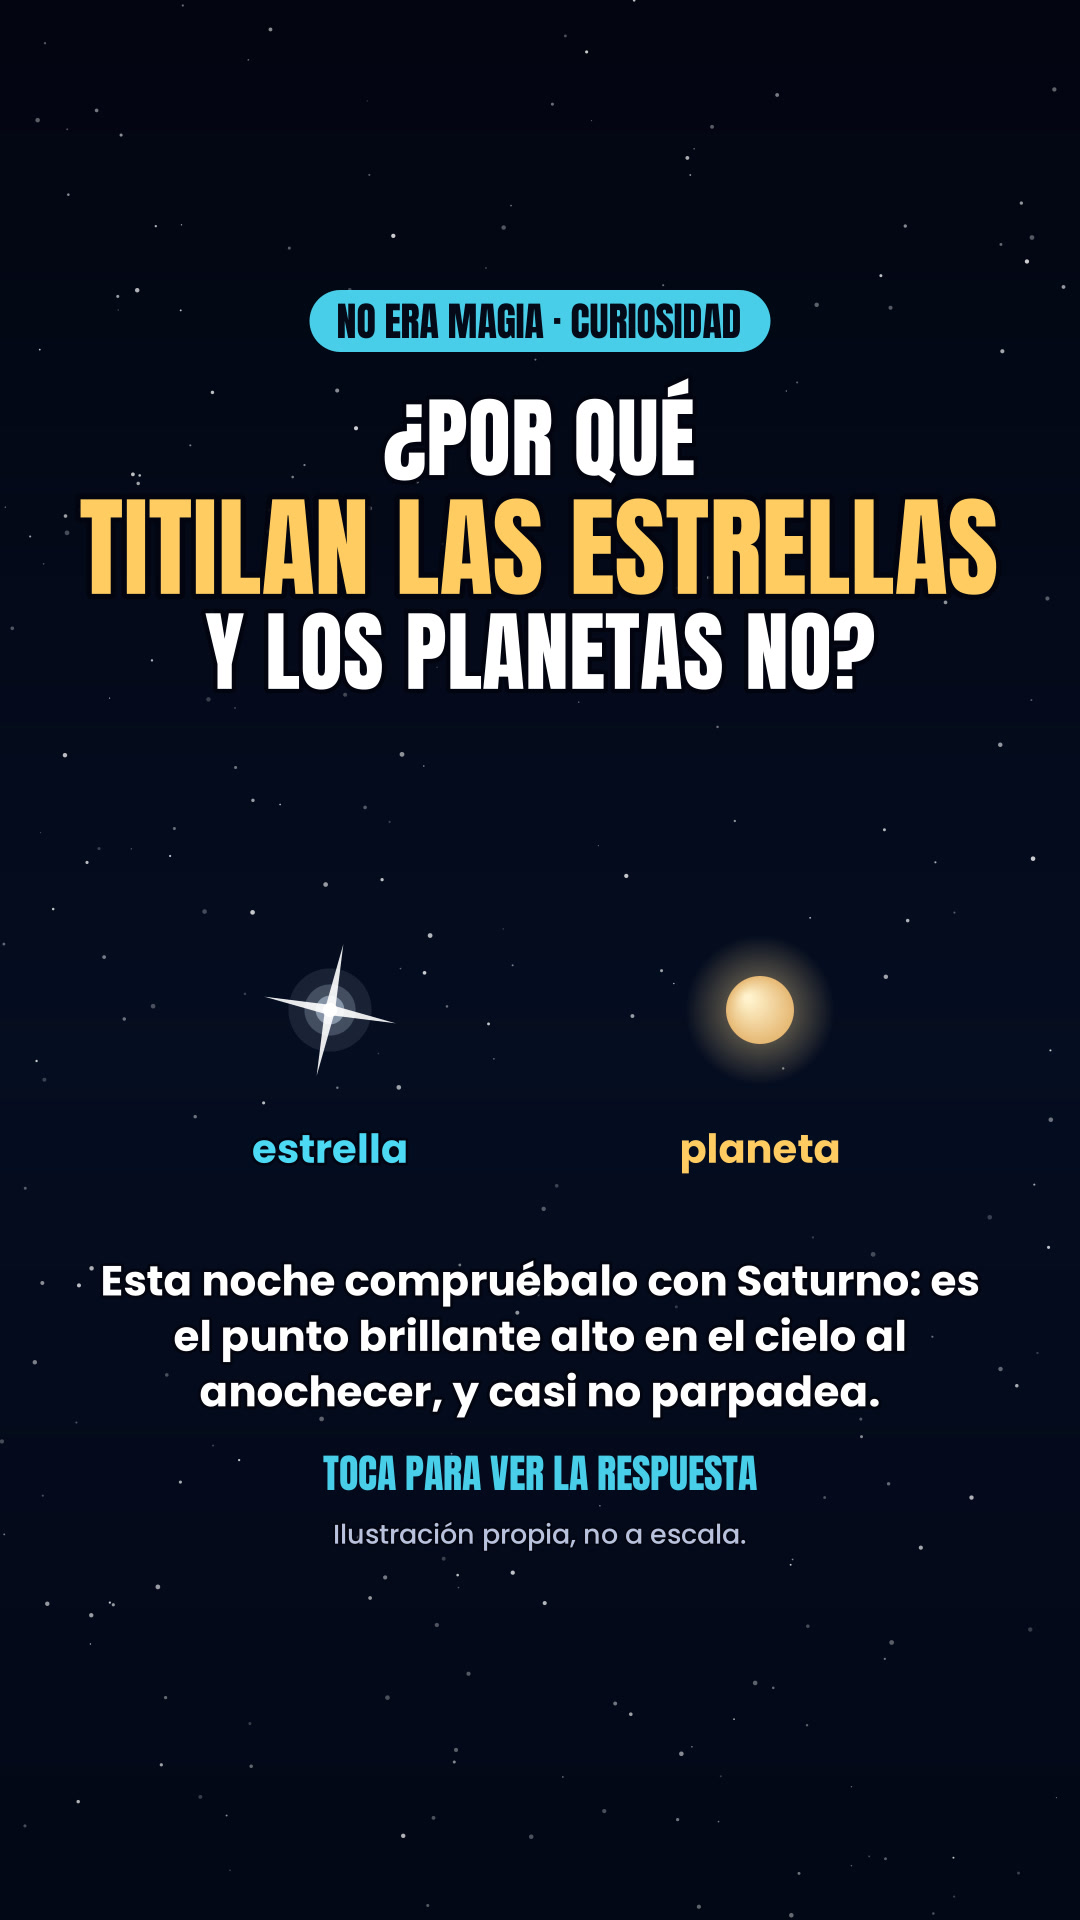 NO ERA MAGIA · CURIOSIDAD
¿POR QUÉ
TITILAN LAS ESTRELLAS
Y LOS PLANETAS NO?
estrella
planeta
Esta noche compruébalo con Saturno: es
el punto brillante alto en el cielo al
anochecer, y casi no parpadea.
TOCA PARA VER LA RESPUESTA
Ilustración propia, no a escala.